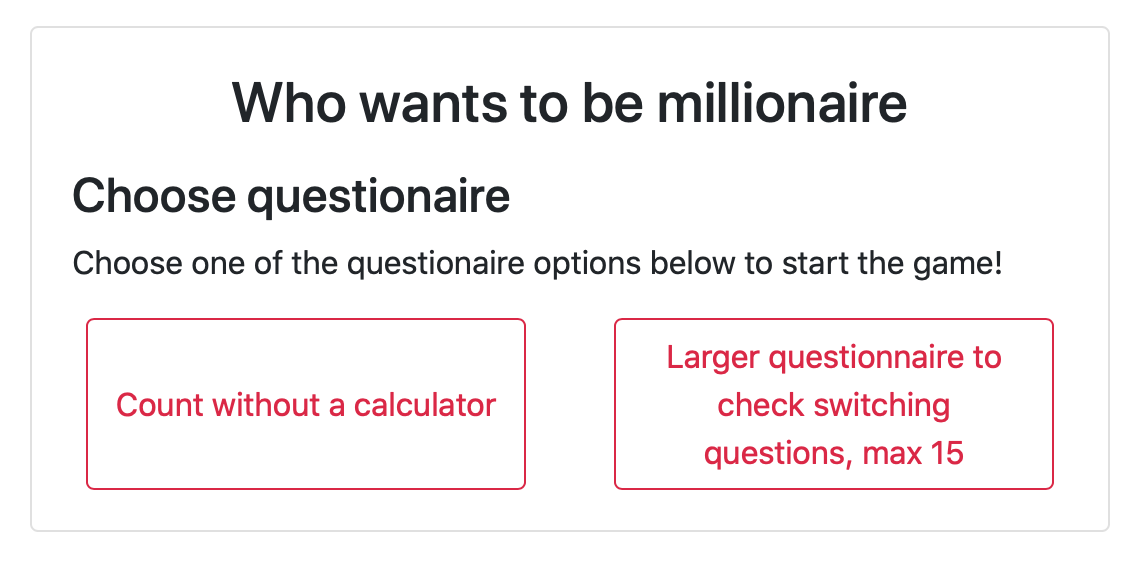 Who wants to be millionaire
Choose questionaire
Choose one of the questionaire options below to start the game!
Count without a calculator
Larger questionnaire to
check switching
questions, max 15